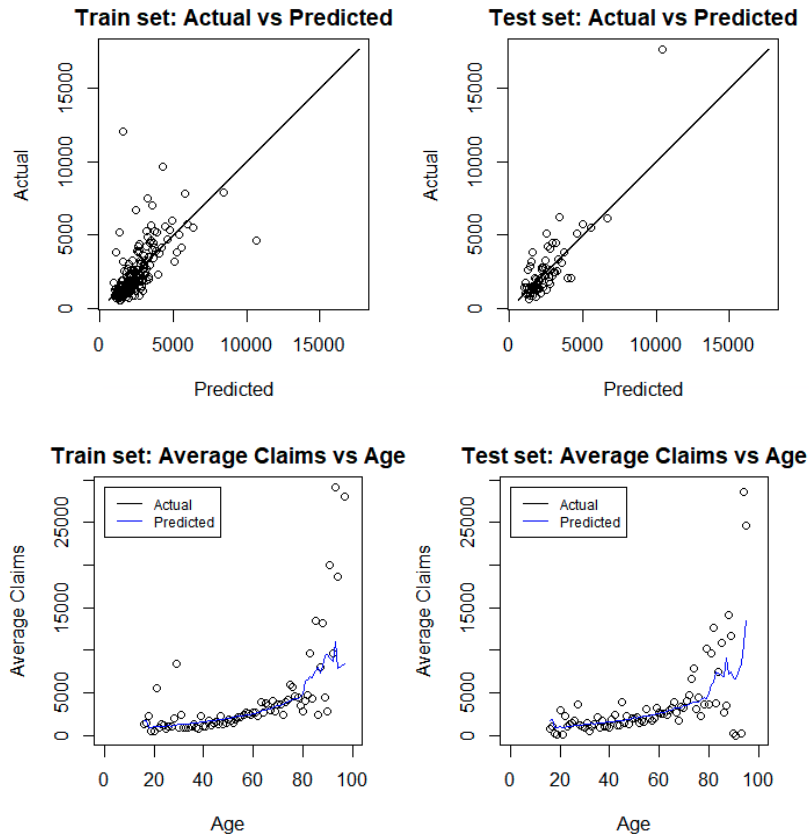 Train set: Actual vs Predicted
Actual
0
5000
10000
15000
0 5000 10000 15000
Predicted
Test set: Actual vs Predicted
Actual
0
5000
10000
15000
0 5000 10000 15000
Predicted
Train set: Average Claims vs Age
Actual
Predicted
Average Claims
0
5000
15000
25000
0 20 40 60 80 100
Age
Test set: Average Claims vs Age
Actual
Predicted
Average Claims
0
5000
15000
25000
0 20 40 60 80 100
Age